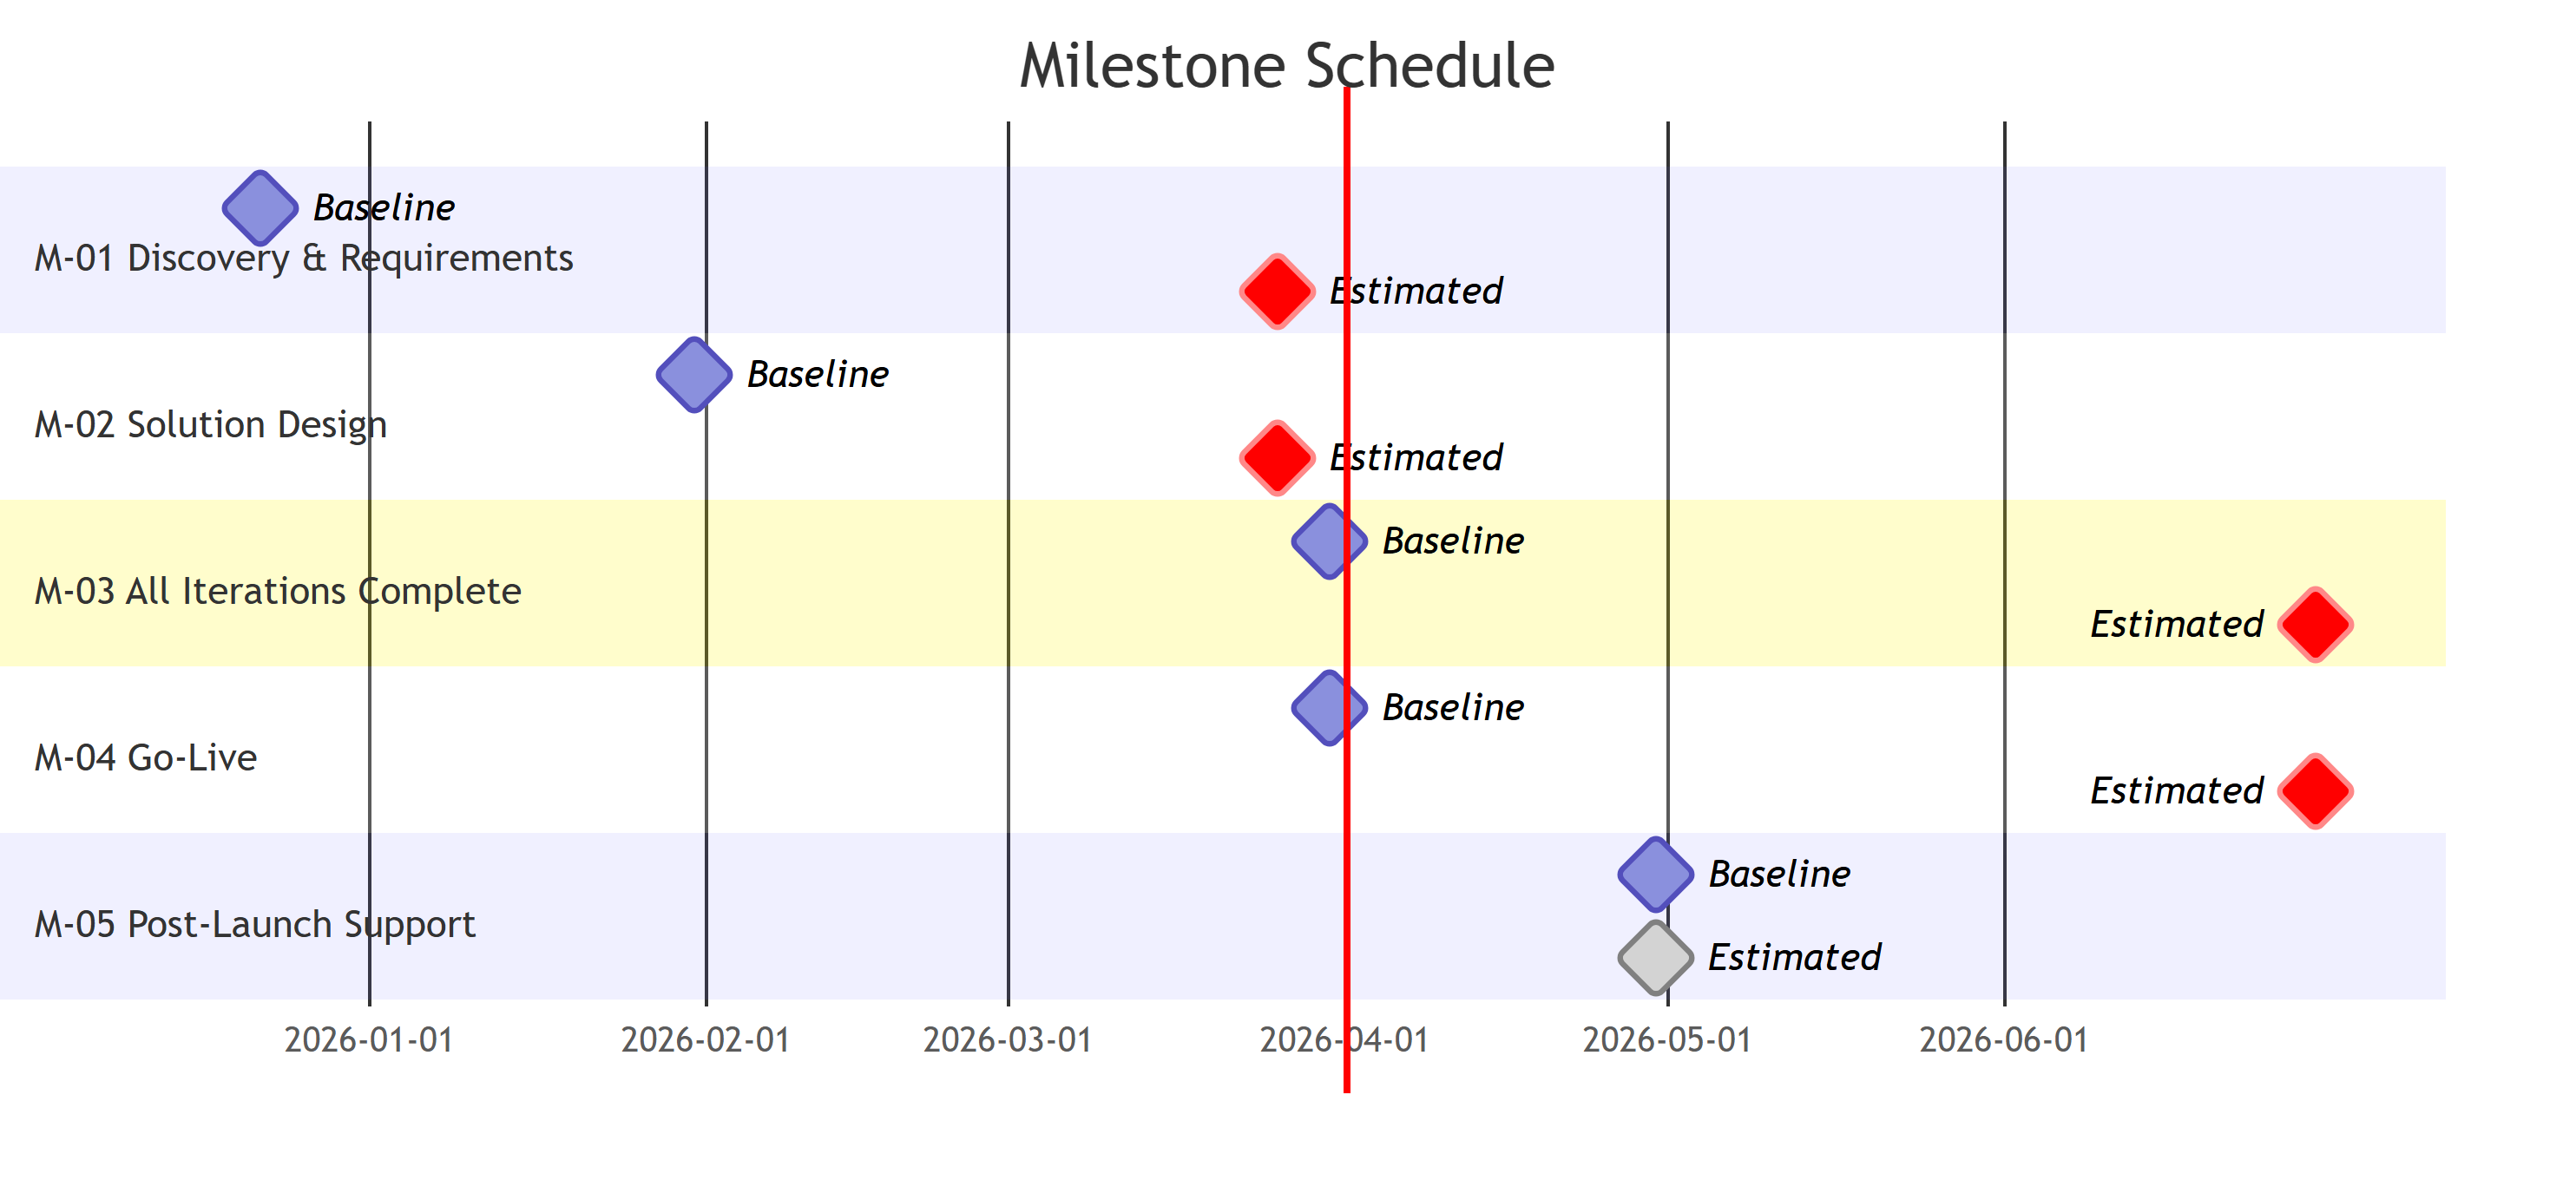 Milestone Schedule
Baseline
M-01 Discovery & Requirements
Estimated
Baseline
M-02 Solution Design
Estimated
Baseline
M-03 All Iterations Complete
Estimated
Baseline
M-04 Go-Live
Estimated
Baseline
M-05 Post-Launch Support
Estimated
2026-01-01 2026-02-01 2026-03-01 2026-04-01 2026-05-01 2026-06-01